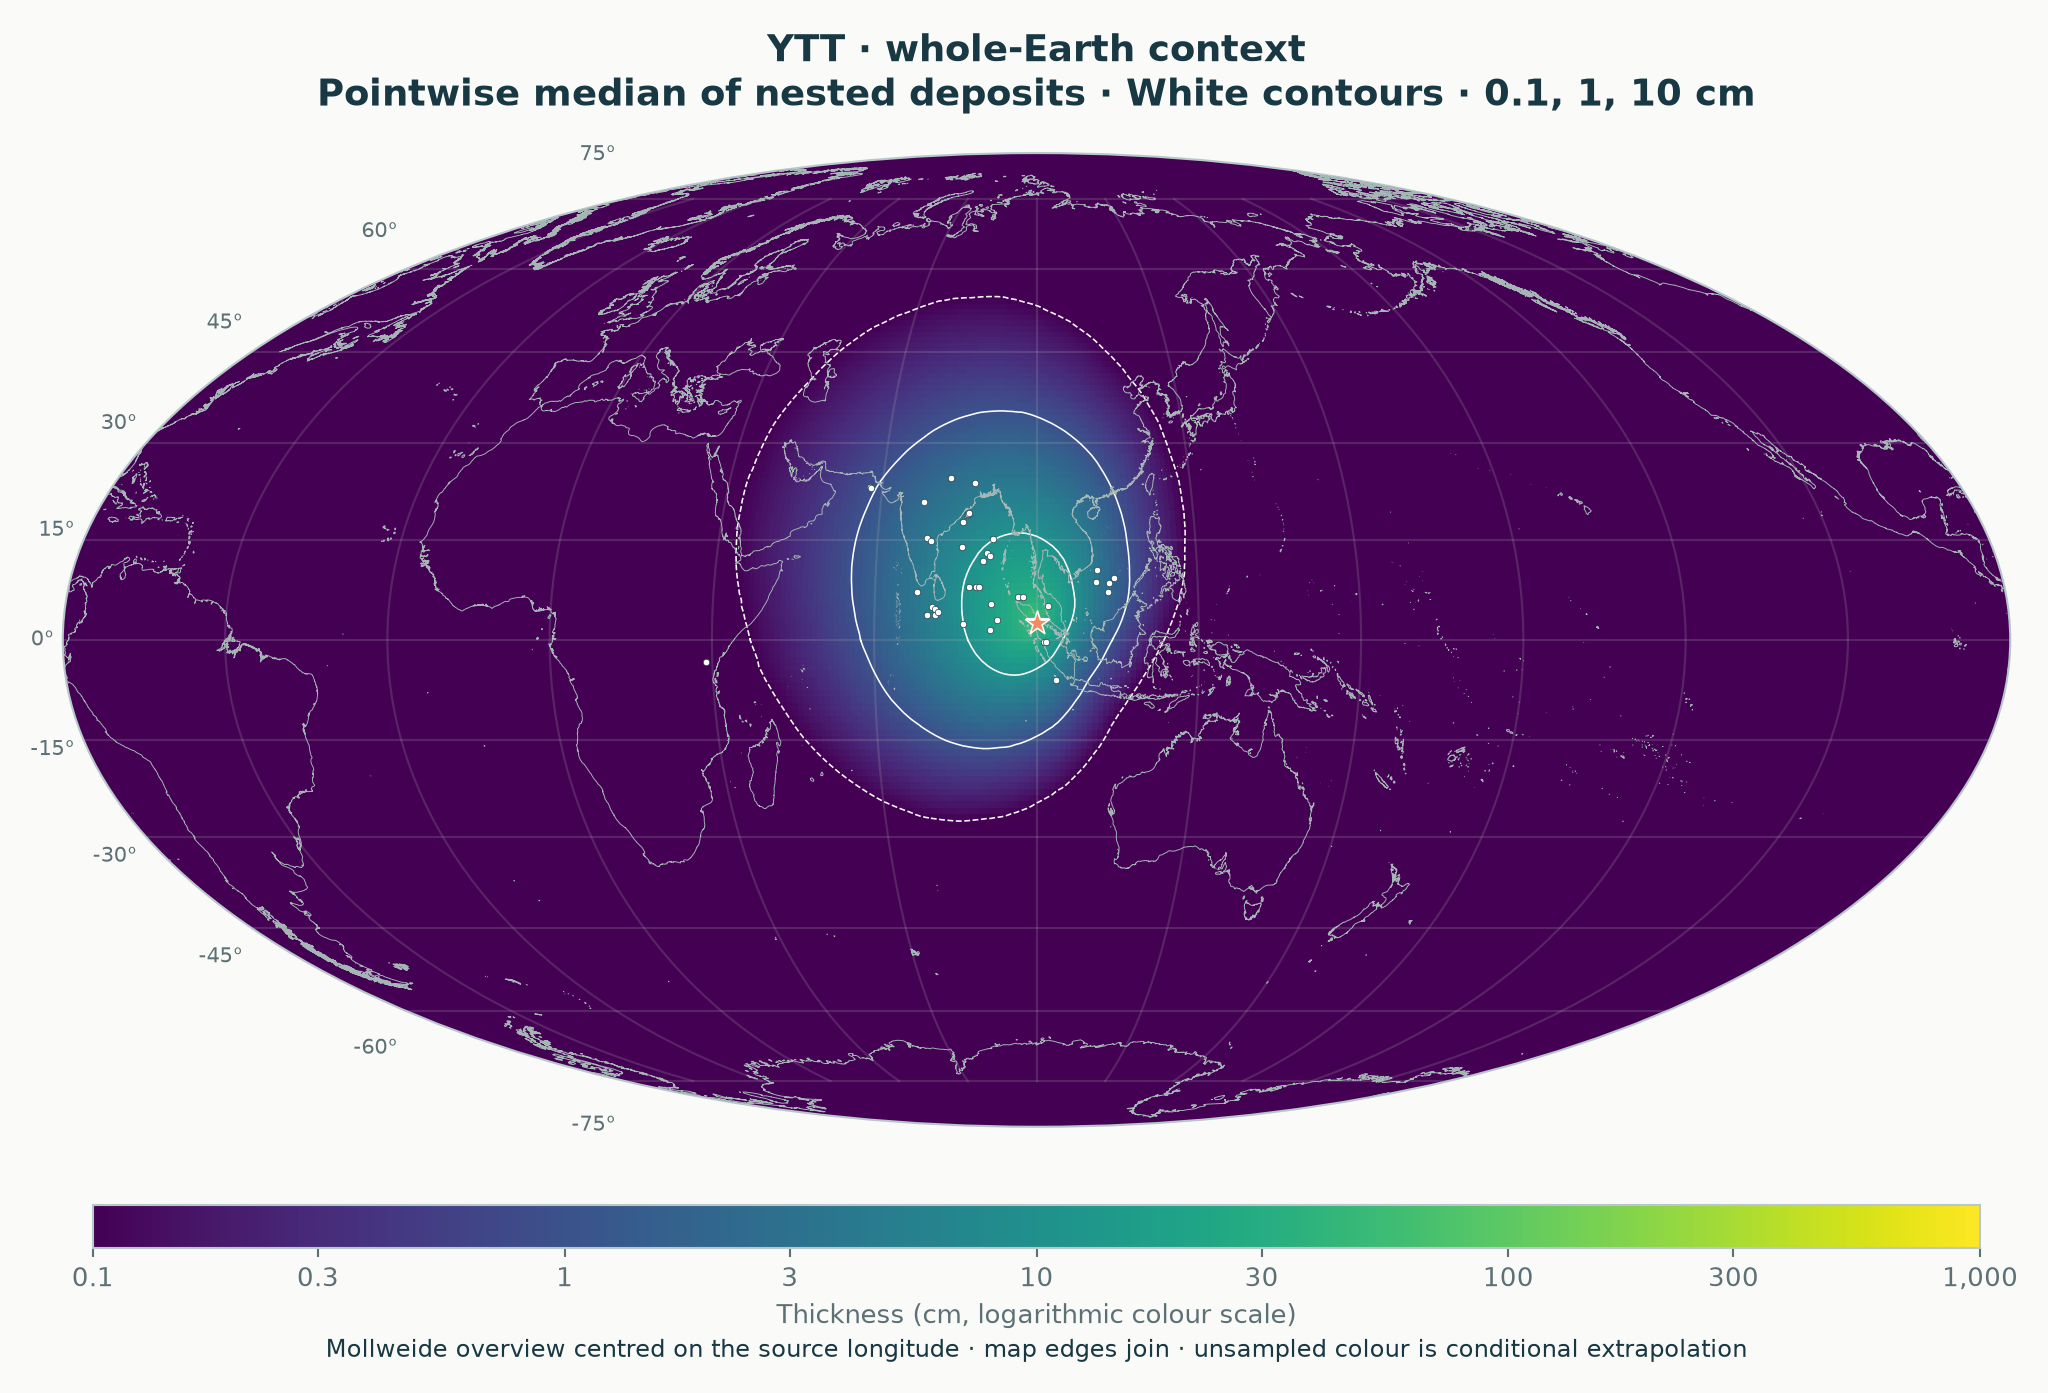 YTT · whole-Earth context
Pointwise median of nested deposits · White contours · 0.1, 1, 10 cm
75°
60°
45°
30°
15°
0°
-15°
-30°
-45°
-60°
-75°
0.1 0.3 1 3 10 30 100 300 1,000
Thickness (cm, logarithmic colour scale)
Mollweide overview centred on the source longitude · map edges join · unsampled colour is conditional extrapolation